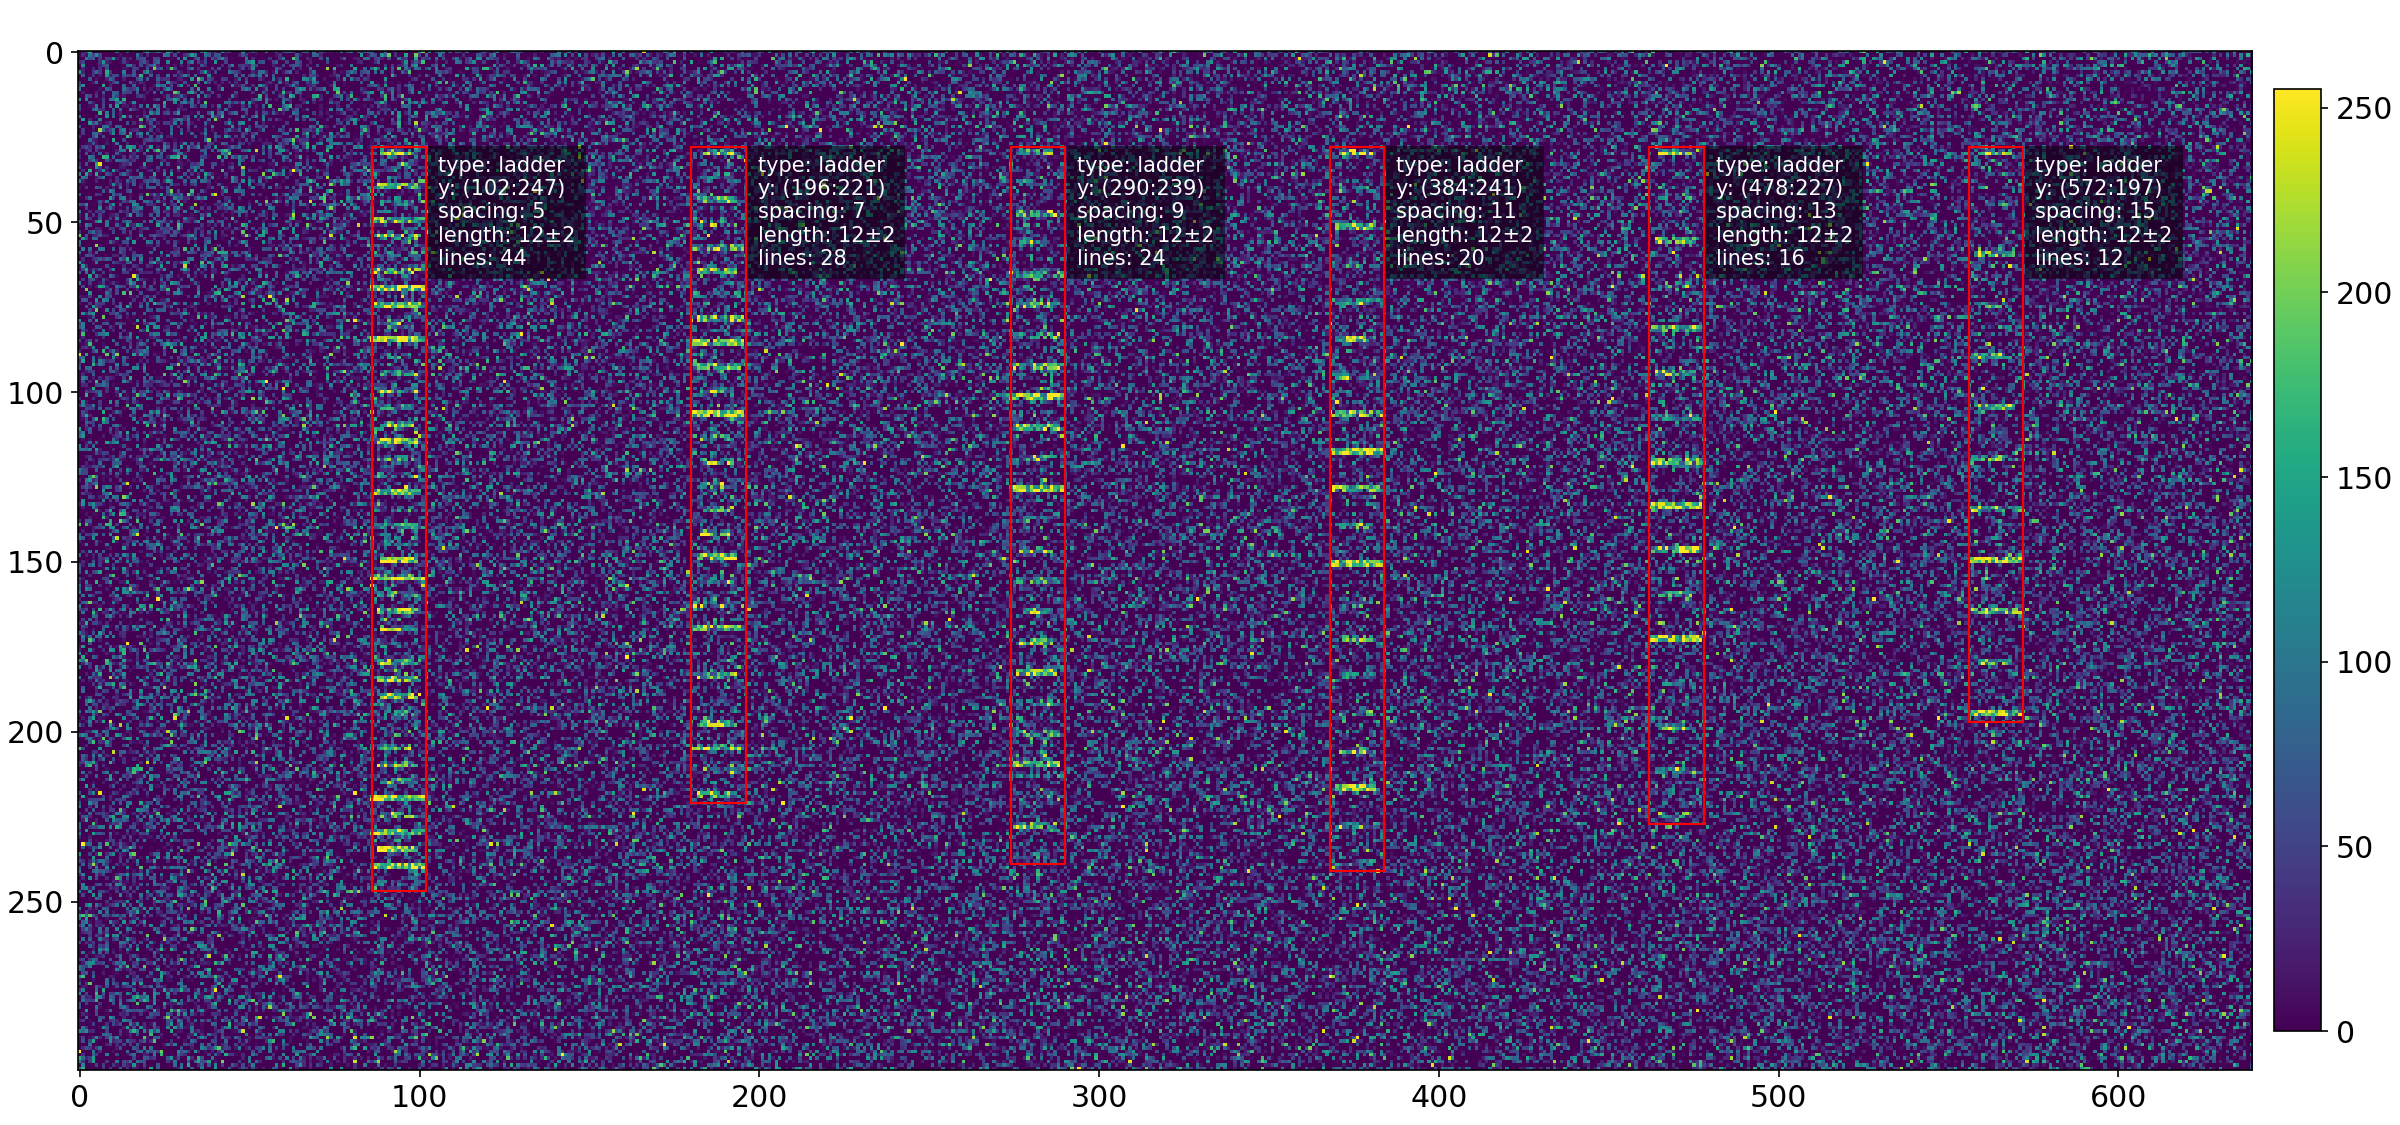 0
50
100
150
200
250
0
100
200
300
400
500
600
type: ladder
y: (102:247)
spacing: 5
length: 12±2
lines: 44
type: ladder
y: (196:221)
spacing: 7
length: 12±2
lines: 28
type: ladder
y: (290:239)
spacing: 9
length: 12±2
lines: 24
type: ladder
y: (384:241)
spacing: 11
length: 12±2
lines: 20
type: ladder
y: (478:227)
spacing: 13
length: 12±2
lines: 16
type: ladder
y: (572:197)
spacing: 15
length: 12±2
lines: 12
250
200
150
100
50
0